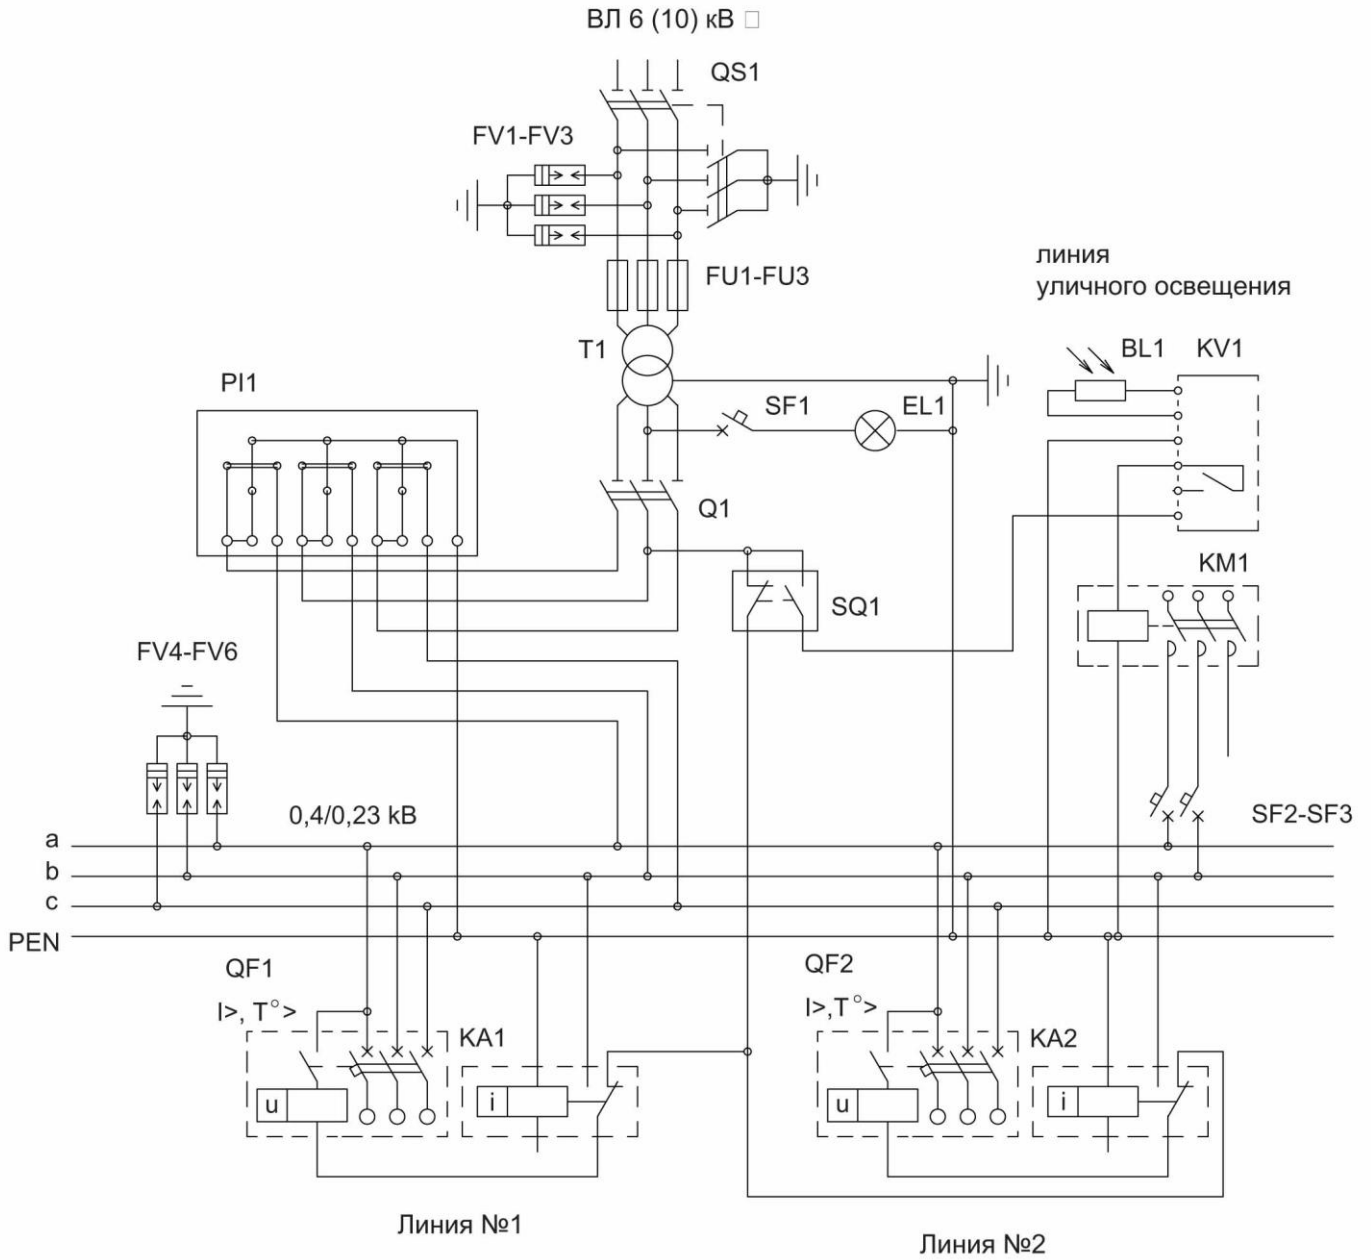 ВЛ 6 (10) кВ □
QS1
FV1-FV3
FU1-FU3
линия
уличного освещения
T1
BL1
KV1
PI1
SF1
EL1
Q1
KM1
SQ1
FV4-FV6
0,4/0,23 kB
SF2-SF3
a
b
c
PEN
QF1
I>, T°>
KA1
u
i
QF2
I>,T°>
KA2
u
i
Линия №1
Линия №2